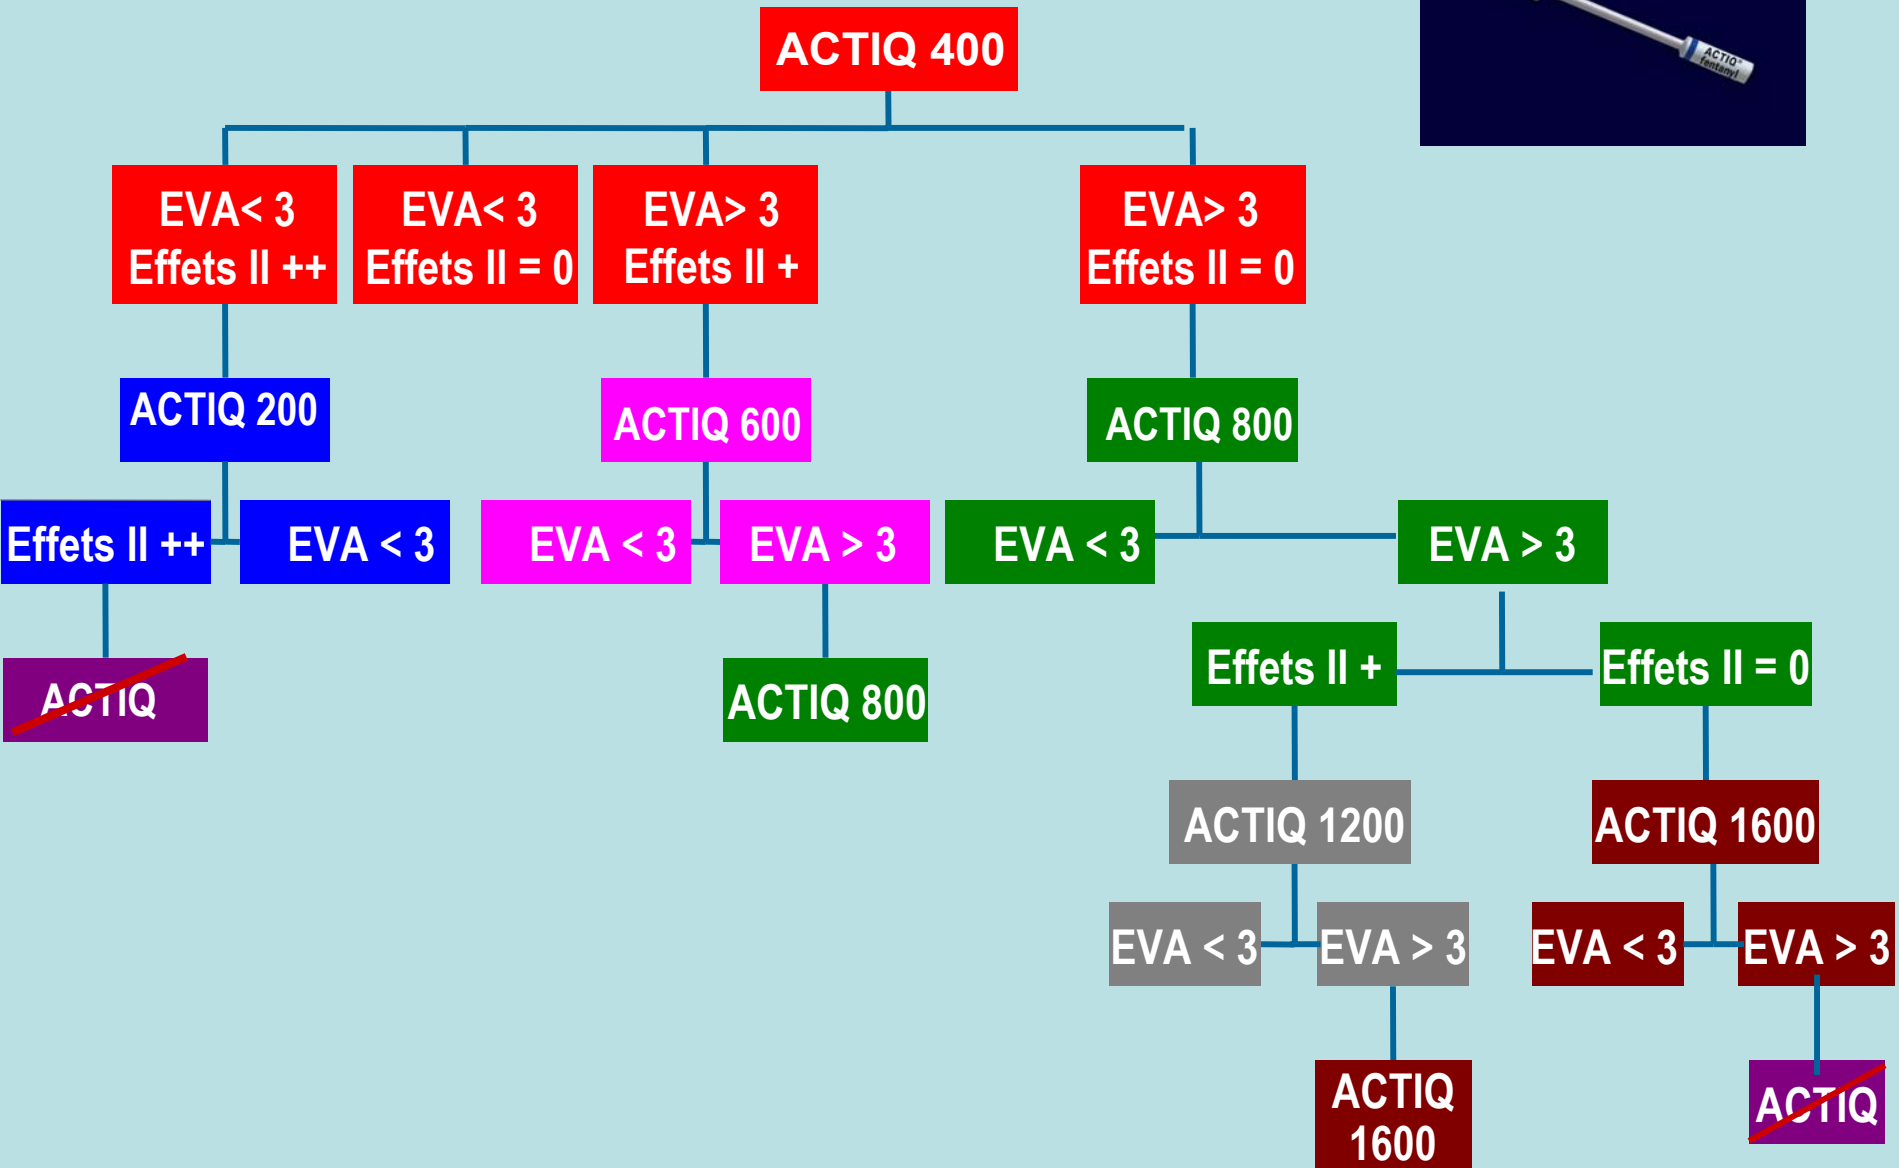 ACTIQ 400
ACTIQ®
fentanyl
EVA< 3
Effets II ++
EVA< 3
Effets II = 0
EVA> 3
Effets II +
EVA> 3
Effets II = 0
ACTIQ 200
ACTIQ 600
ACTIQ 800
Effets II ++
EVA < 3
EVA < 3
EVA > 3
EVA < 3
EVA > 3
Effets II +
Effets II = 0
ACTIQ
ACTIQ 800
ACTIQ 1200
ACTIQ 1600
EVA < 3
EVA > 3
EVA < 3
EVA > 3
ACTIQ
1600
ACTIQ